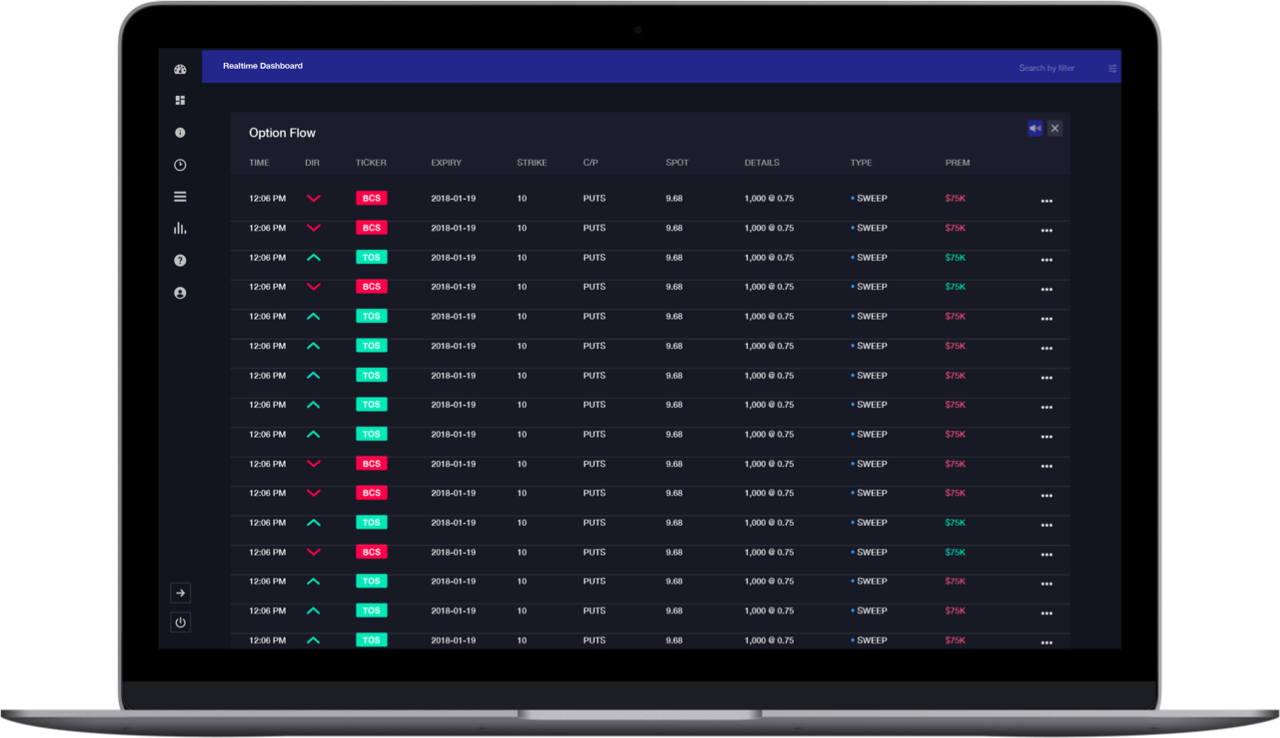 Realtime Dashboard Search by filter
Option Flow
TIME DIR TICKER EXPIRY STRIKE C/P SPOT DETAILS TYPE PREM
12:06 PM BCS 2018-01-19 10 PUTS 9.68 1,000 @ 0.75 • SWEEP $75K
12:06 PM BCS 2018-01-19 10 PUTS 9.68 1,000 @ 0.75 • SWEEP $75K
12:06 PM TOS 2018-01-19 10 PUTS 9.68 1,000 @ 0.75 • SWEEP $75K
12:06 PM BCS 2018-01-19 10 PUTS 9.68 1,000 @ 0.75 • SWEEP $75K
12:06 PM TOS 2018-01-19 10 PUTS 9.68 1,000 @ 0.75 • SWEEP $75K
12:06 PM TOS 2018-01-19 10 PUTS 9.68 1,000 @ 0.75 • SWEEP $75K
12:06 PM TOS 2018-01-19 10 PUTS 9.68 1,000 @ 0.75 • SWEEP $75K
12:06 PM TOS 2018-01-19 10 PUTS 9.68 1,000 @ 0.75 • SWEEP $75K
12:06 PM TOS 2018-01-19 10 PUTS 9.68 1,000 @ 0.75 • SWEEP $75K
12:06 PM BCS 2018-01-19 10 PUTS 9.68 1,000 @ 0.75 • SWEEP $75K
12:06 PM BCS 2018-01-19 10 PUTS 9.68 1,000 @ 0.75 • SWEEP $75K
12:06 PM TOS 2018-01-19 10 PUTS 9.68 1,000 @ 0.75 • SWEEP $75K
12:06 PM BCS 2018-01-19 10 PUTS 9.68 1,000 @ 0.75 • SWEEP $75K
12:06 PM TOS 2018-01-19 10 PUTS 9.68 1,000 @ 0.75 • SWEEP $75K
12:06 PM TOS 2018-01-19 10 PUTS 9.68 1,000 @ 0.75 • SWEEP $75K
12:06 PM TOS 2018-01-19 10 PUTS 9.68 1,000 @ 0.75 • SWEEP $75K